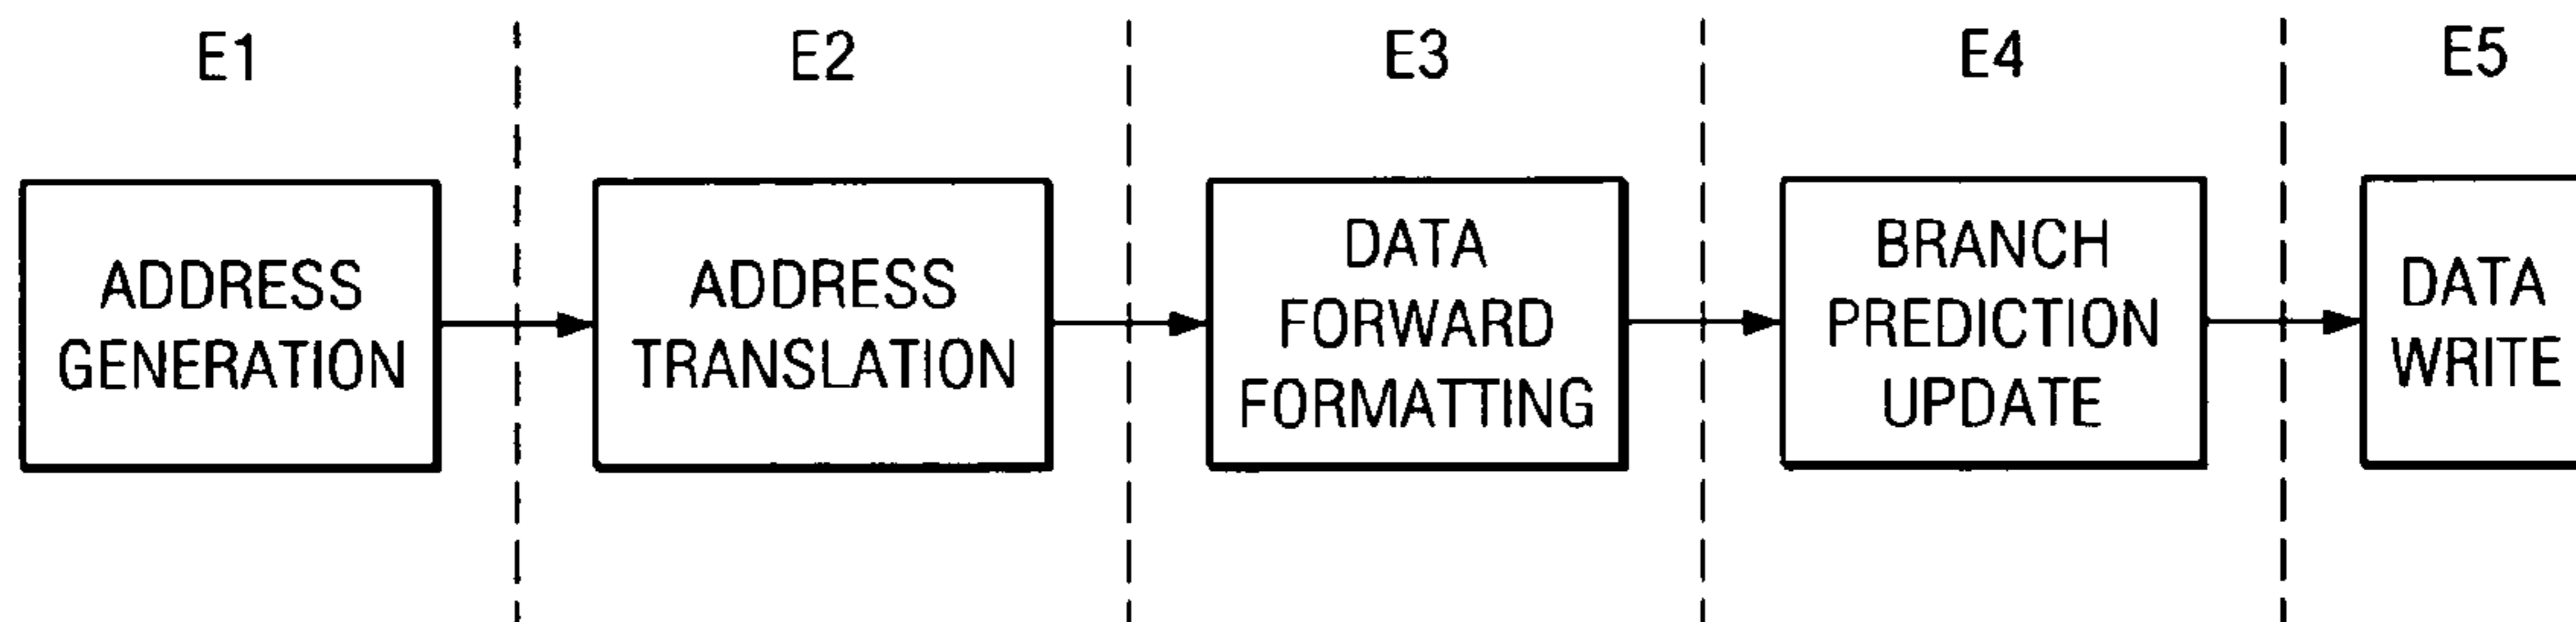 E1
E2
E3
E4
E5
ADDRESS
GENERATION
ADDRESS
TRANSLATION
DATA
FORWARD
FORMATTING
BRANCH
PREDICTION
UPDATE
DATA
WRITE